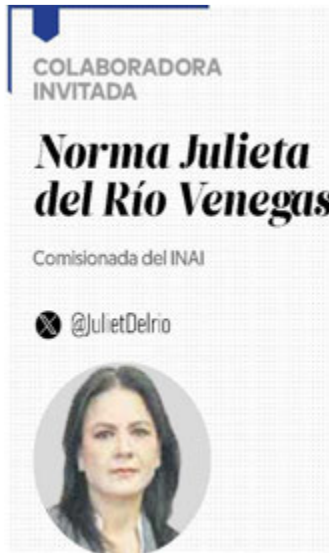 COLABORADORA
INVITADA
Norma Julieta
del Río Venegas
Comisionada del INAI
@JulietDelrio